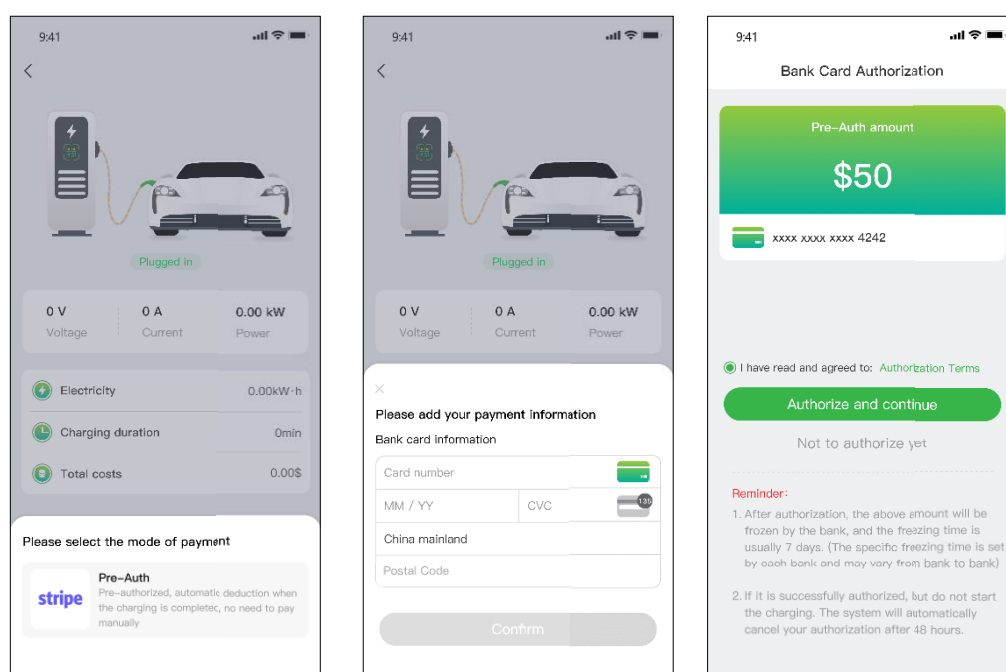 9:41
Plugged in
0 V
0 A
0.00 kW
Voltage
Current
Power
Electricity
0.00kW·h
Charging duration
0min
Total costs
0.00$
Please select the mode of payment
stripe
Pre-Auth
Pre-authorized, automatic deduction when
the charging is completed, no need to pay
manually
9:41
Plugged in
0 V
0 A
0.00 kW
Voltage
Current
Power
Please add your payment information
Bank card information
Card number
MM / YY
CVC
135
China mainland
Postal Code
Confirm
9:41
Bank Card Authorization
Pre-Auth amount
$50
xxxx xxxx xxxx 4242
I have read and agreed to: Authorization Terms
Authorize and continue
Not to authorize yet
Reminder:
1. After authorization, the above amount will be
frozen by the bank, and the freezing time is
usually 7 days. (The specific freezing time is set
by each bank and may vary from bank to bank)
2. If it is successfully authorized, but do not start
the charging. The system will automatically
cancel your authorization after 48 hours.